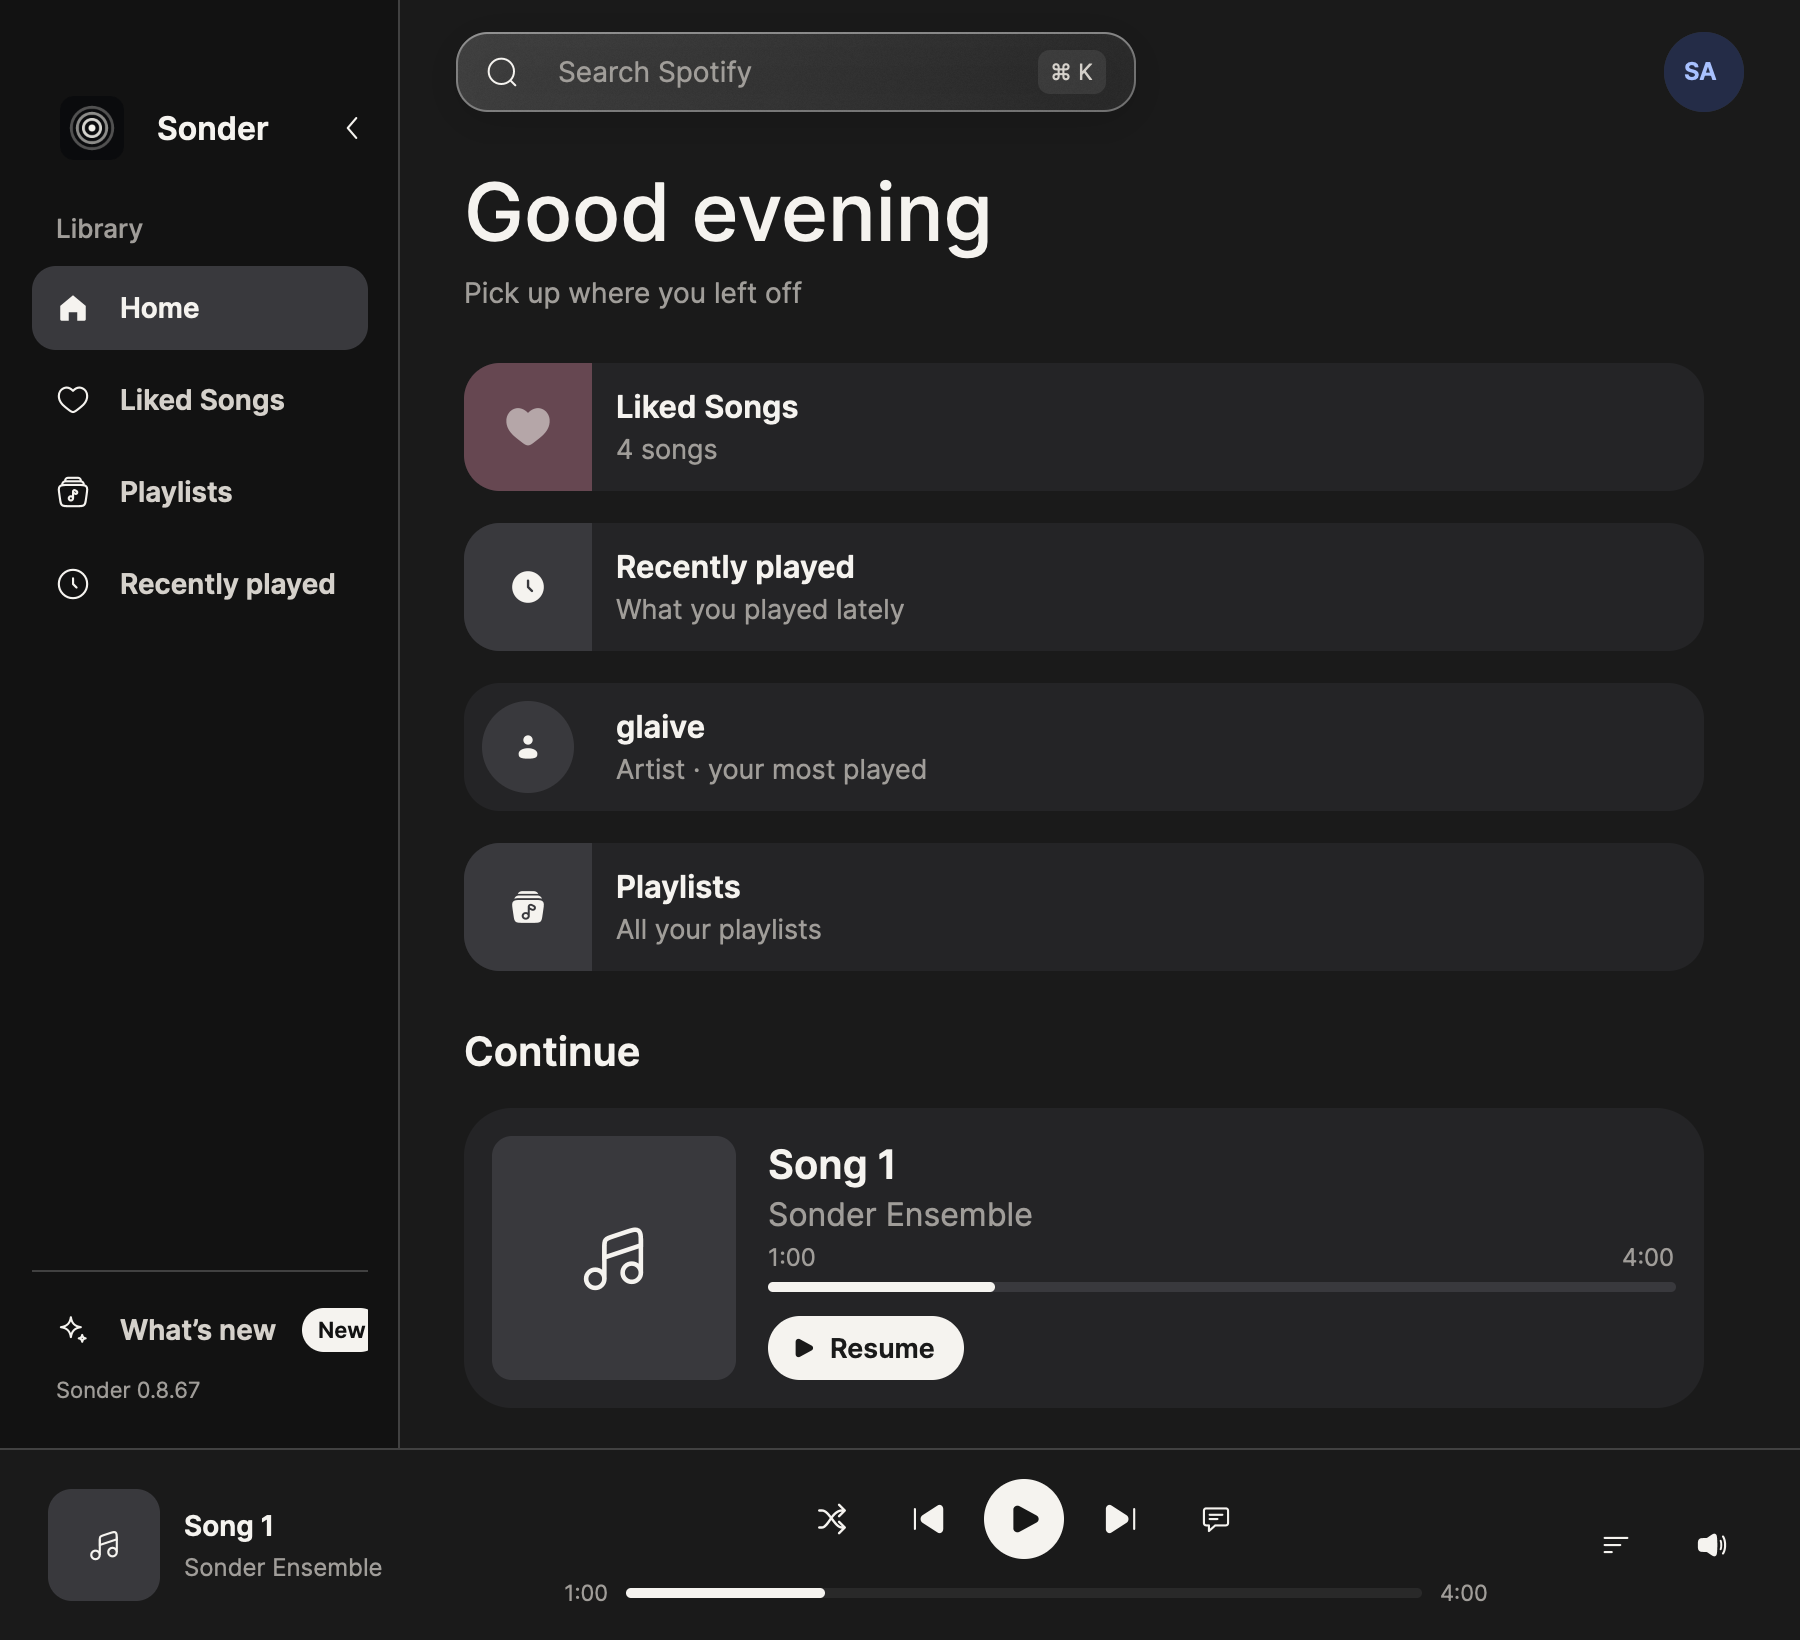 Search Spotify
⌘ K
SA
Sonder
Library
Home
Liked Songs
Playlists
Recently played
What’s new
New
Sonder 0.8.67
Good evening
Pick up where you left off
Liked Songs
4 songs
Recently played
What you played lately
glaive
Artist · your most played
Playlists
All your playlists
Continue
Song 1
Sonder Ensemble
1:00
4:00
Resume
Song 1
Sonder Ensemble
1:00
4:00